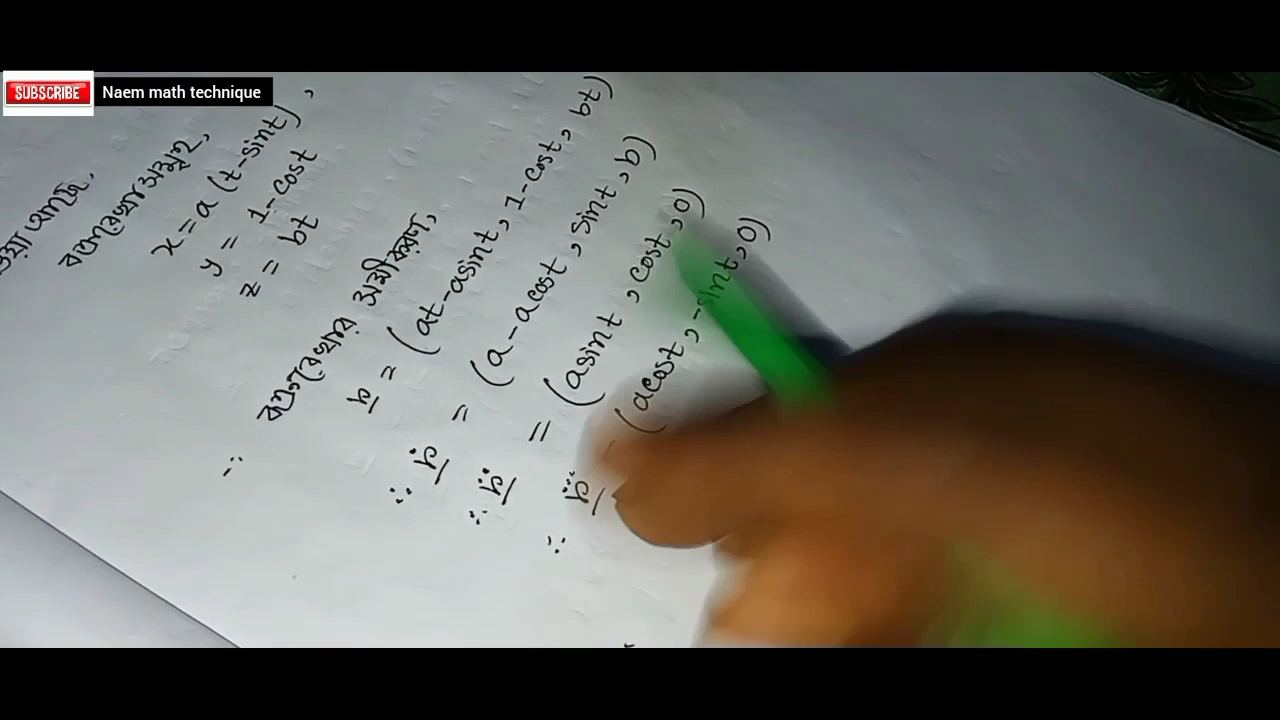 SUBSCRIBE
Naem math technique
দেওয়া আছে,
বক্ররেখাসমূহ,
x = a (t-sint) ,
y = 1-cost
z = bt
∴ বক্ররেখার সমীকরণ,
r = (at-asint, 1-cost, bt)
∴ ṙ = (a-acost, sint, b)
∴ r̈ = (asint, cost, 0)
∴ r⃛ = (acost, -sint, 0)